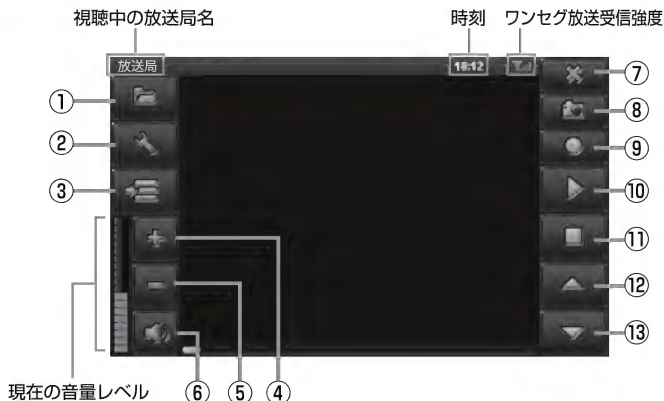 視聴中の放送局名
時刻
ワンセグ放送受信強度
放送局
18:12
①
②
③
④
⑤
⑥
⑦
⑧
⑨
⑩
⑪
⑫
⑬
現在の音量レベル